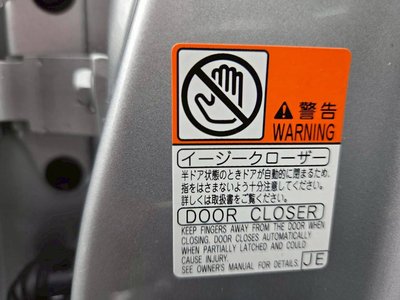 警告
WARNING
イージークローザー
半ドア状態のときドアが自動的に閉まるため、
指をはさまないよう十分注意してください。
詳しくは取扱書をご覧ください。
DOOR CLOSER
KEEP FINGERS AWAY FROM THE DOOR WHEN
CLOSING. DOOR CLOSES AUTOMATICALLY
WHEN PARTIALLY LATCHED AND COULD
CAUSE INJURY.
SEE OWNER'S MANUAL FOR DETAILS.
JE